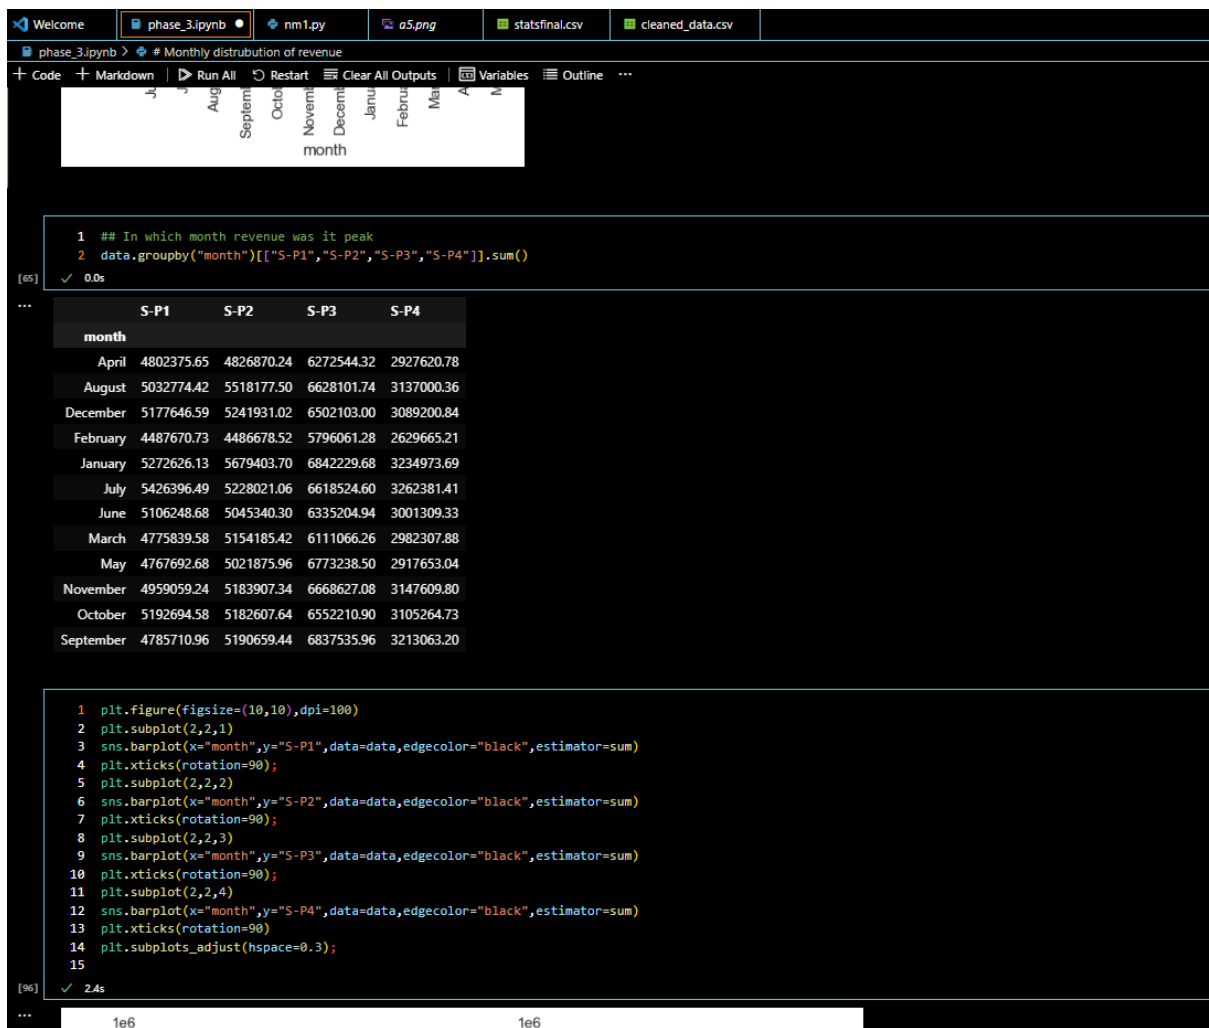 Welcome phase_3.ipynb nm1.py a5.png statsfinal.csv cleaned_data.csv
phase_3.ipynb > # Monthly distrubution of revenue
+ Code + Markdown | Run All Restart Clear All Outputs | Variables Outline ...
Septem
Octo
Novem
Decem
Janua
Februa
Mar
month
1 ## In which month revenue was it peak
2 data.groupby("month")[["S-P1","S-P2","S-P3","S-P4"]].sum()
[65] ✓ 0.0s
...
S-P1 S-P2 S-P3 S-P4
month
April 4802375.65 4826870.24 6272544.32 2927620.78
August 5032774.42 5518177.50 6628101.74 3137000.36
December 5177646.59 5241931.02 6502103.00 3089200.84
February 4487670.73 4486678.52 5796061.28 2629665.21
January 5272626.13 5679403.70 6842229.68 3234973.69
July 5426396.49 5228021.06 6618524.60 3262381.41
June 5106248.68 5045340.30 6335204.94 3001309.33
March 4775839.58 5154185.42 6111066.26 2982307.88
May 4767692.68 5021875.96 6773238.50 2917653.04
November 4959059.24 5183907.34 6668627.08 3147609.80
October 5192694.58 5182607.64 6552210.90 3105264.73
September 4785710.96 5190659.44 6837535.96 3213063.20
1 plt.figure(figsize=(10,10),dpi=100)
2 plt.subplot(2,2,1)
3 sns.barplot(x="month",y="S-P1",data=data,edgecolor="black",estimator=sum)
4 plt.xticks(rotation=90);
5 plt.subplot(2,2,2)
6 sns.barplot(x="month",y="S-P2",data=data,edgecolor="black",estimator=sum)
7 plt.xticks(rotation=90);
8 plt.subplot(2,2,3)
9 sns.barplot(x="month",y="S-P3",data=data,edgecolor="black",estimator=sum)
10 plt.xticks(rotation=90);
11 plt.subplot(2,2,4)
12 sns.barplot(x="month",y="S-P4",data=data,edgecolor="black",estimator=sum)
13 plt.xticks(rotation=90)
14 plt.subplots_adjust(hspace=0.3);
15
[96] ✓ 2.4s
...
1e6 1e6